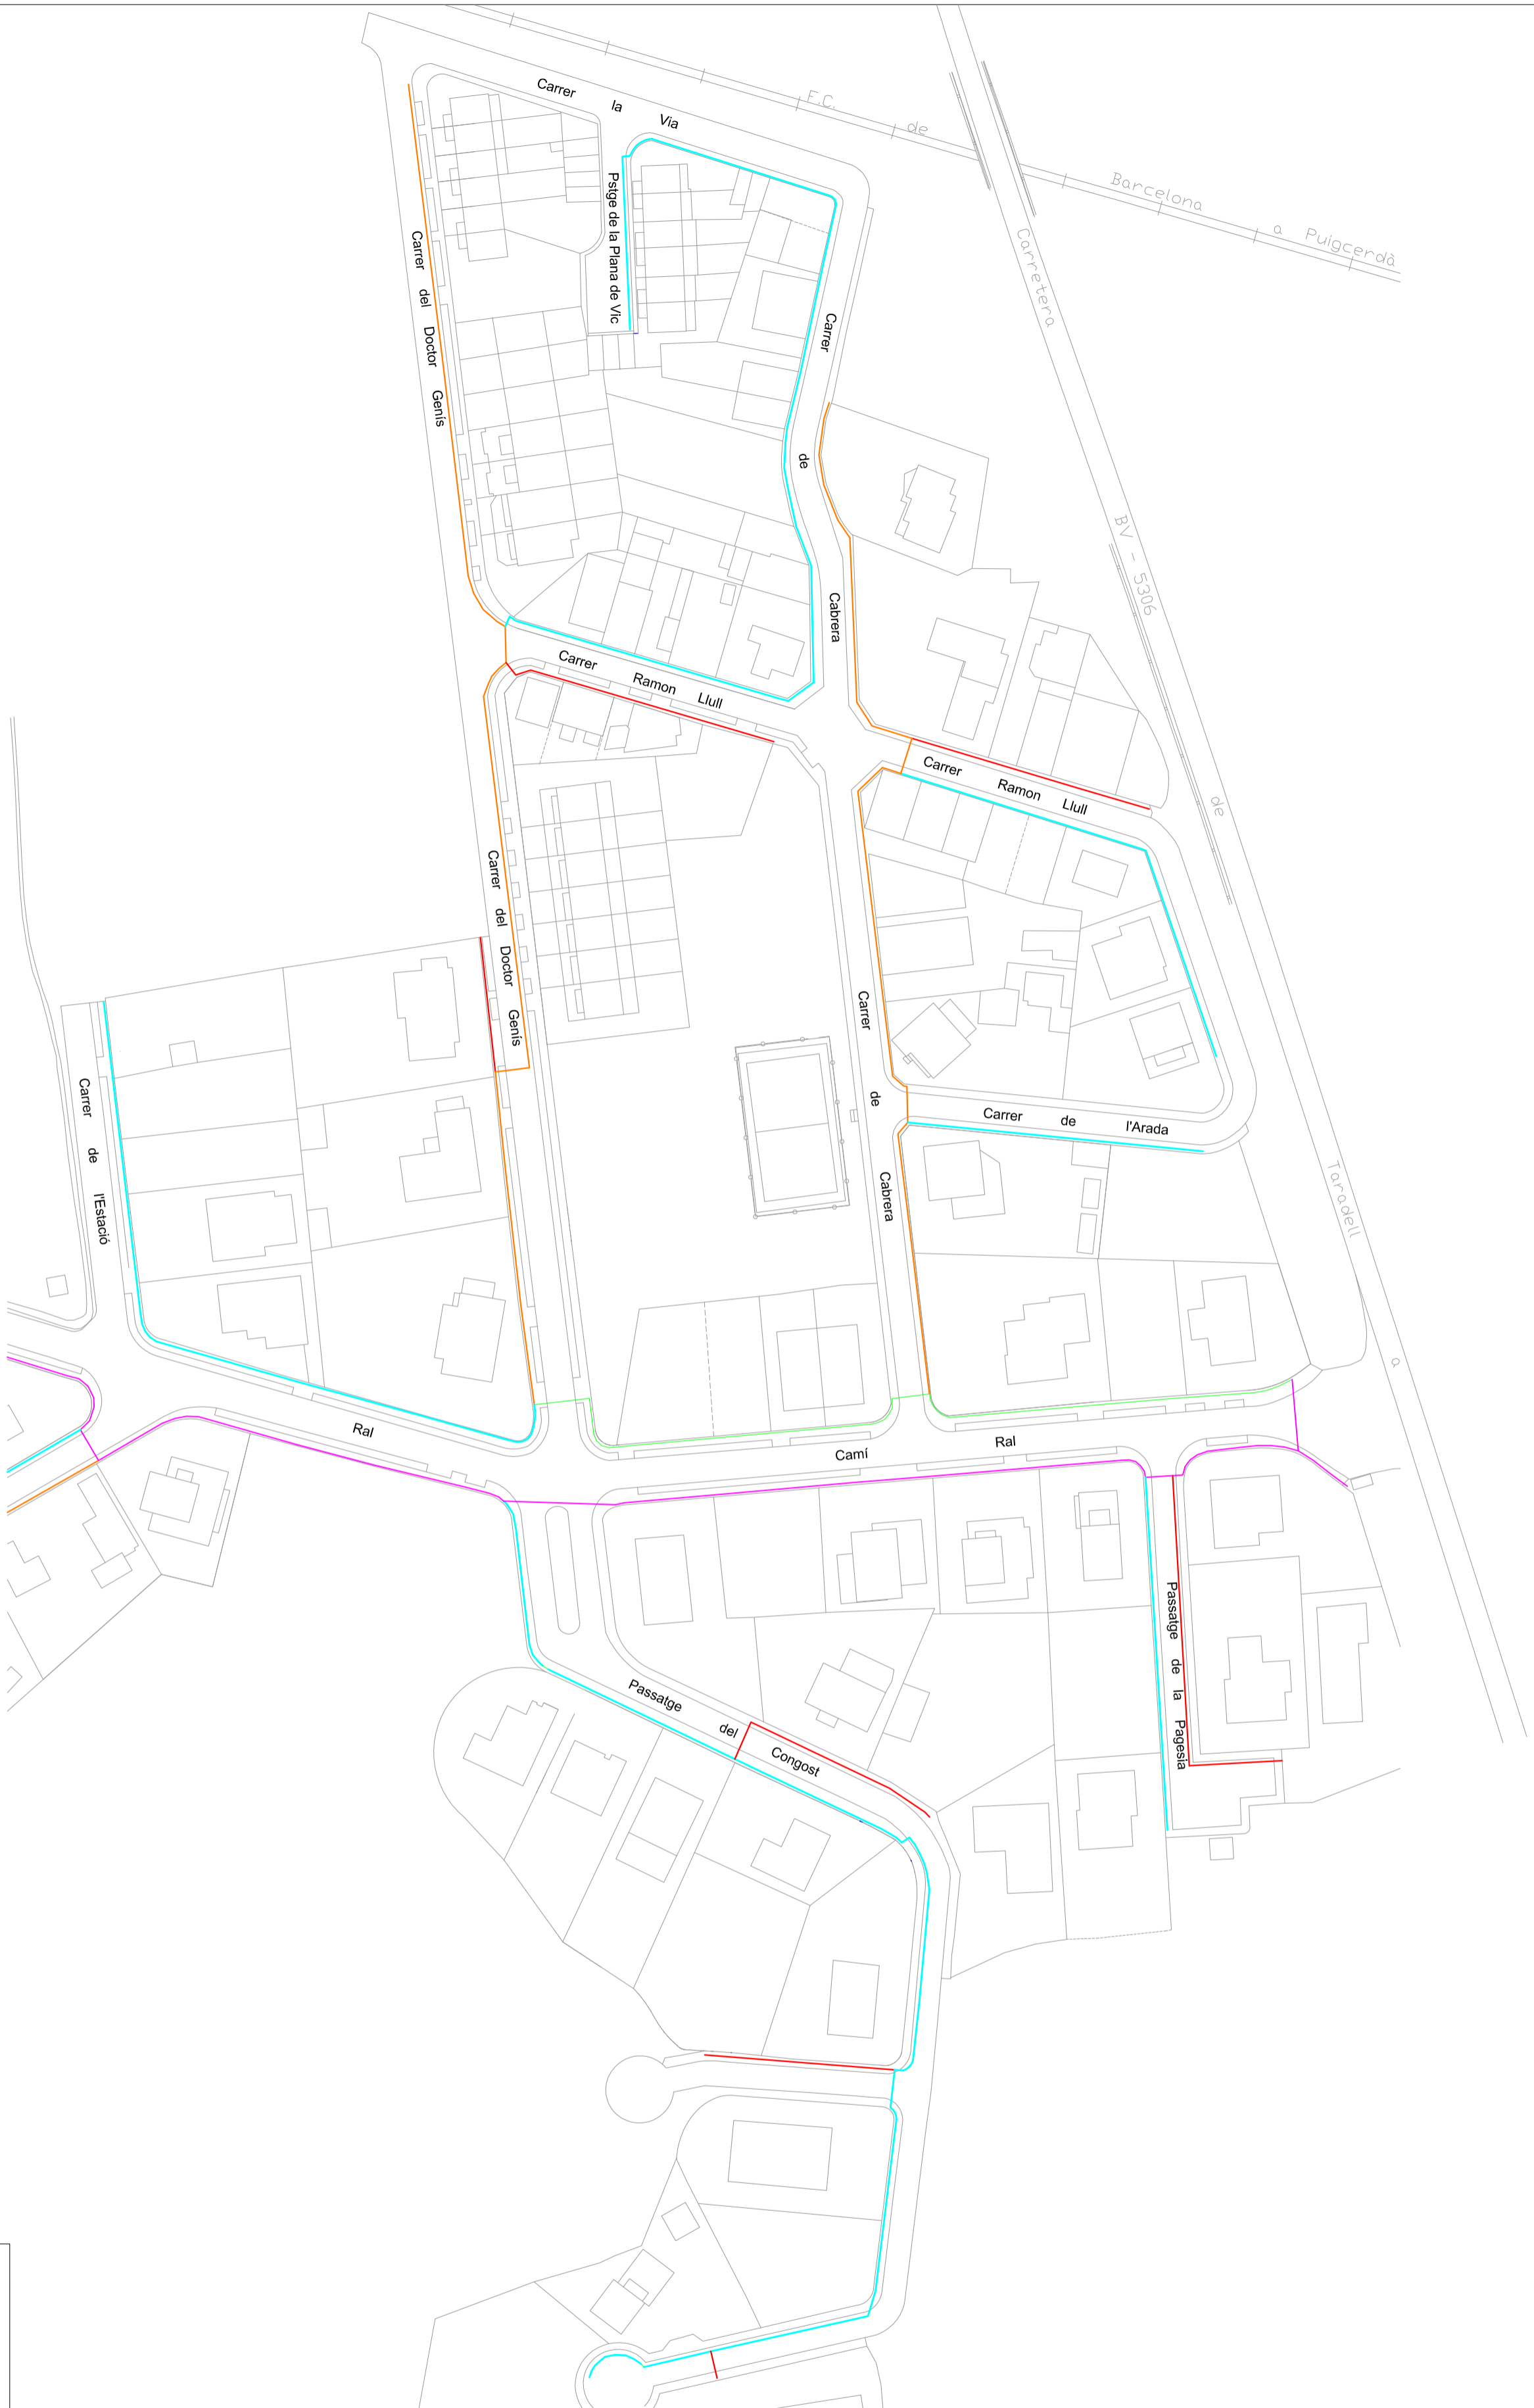 Carrer la Via
F.C. de Barcelona a Puigcerdà
Pstge de la Plana de Vic
Carrer del Doctor Genís
Carretera BV - 5306 de Taradell a
Carrer de Cabrera
Carrer Ramon Llull
Carrer Ramon Llull
Carrer del Doctor Genís
Carrer de Cabrera
Carrer de l'Arada
Carrer de l'Estació
Ral
Camí Ral
Passatge de la Pagesia
Passatge del Congost